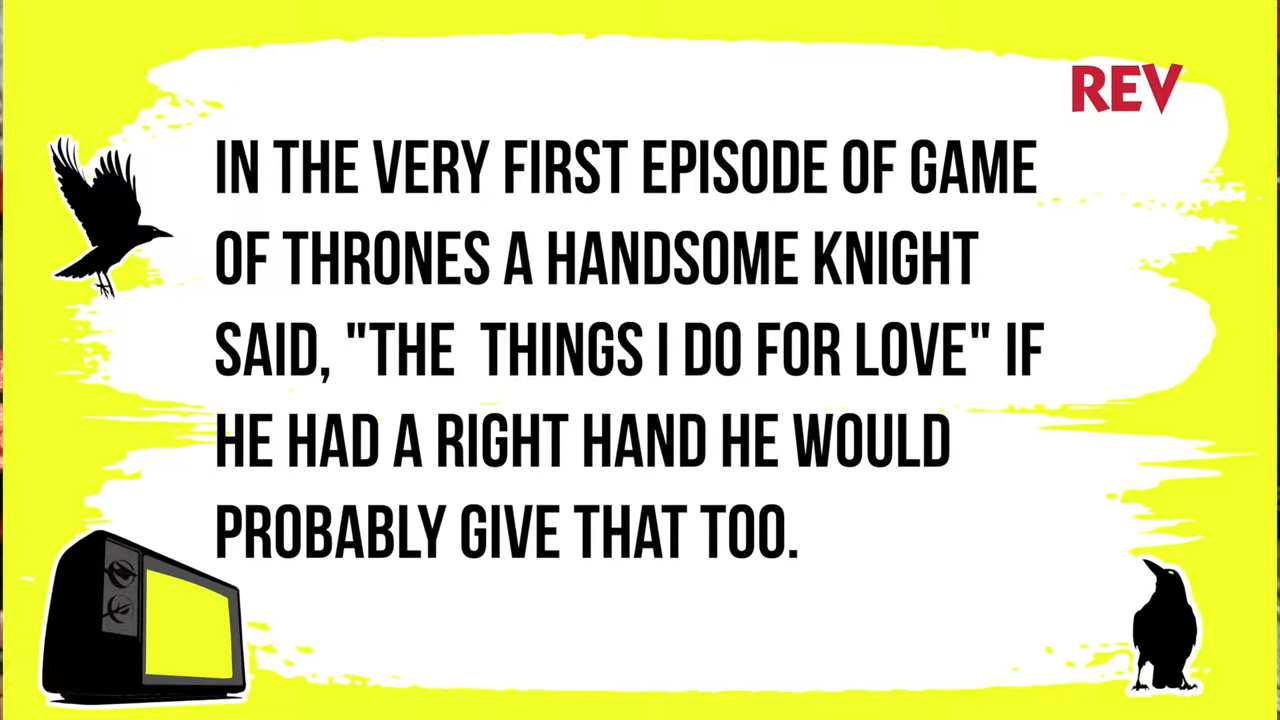 REV
IN THE VERY FIRST EPISODE OF GAME
OF THRONES A HANDSOME KNIGHT
SAID, "THE  THINGS I DO FOR LOVE" IF
HE HAD A RIGHT HAND HE WOULD
PROBABLY GIVE THAT TOO.